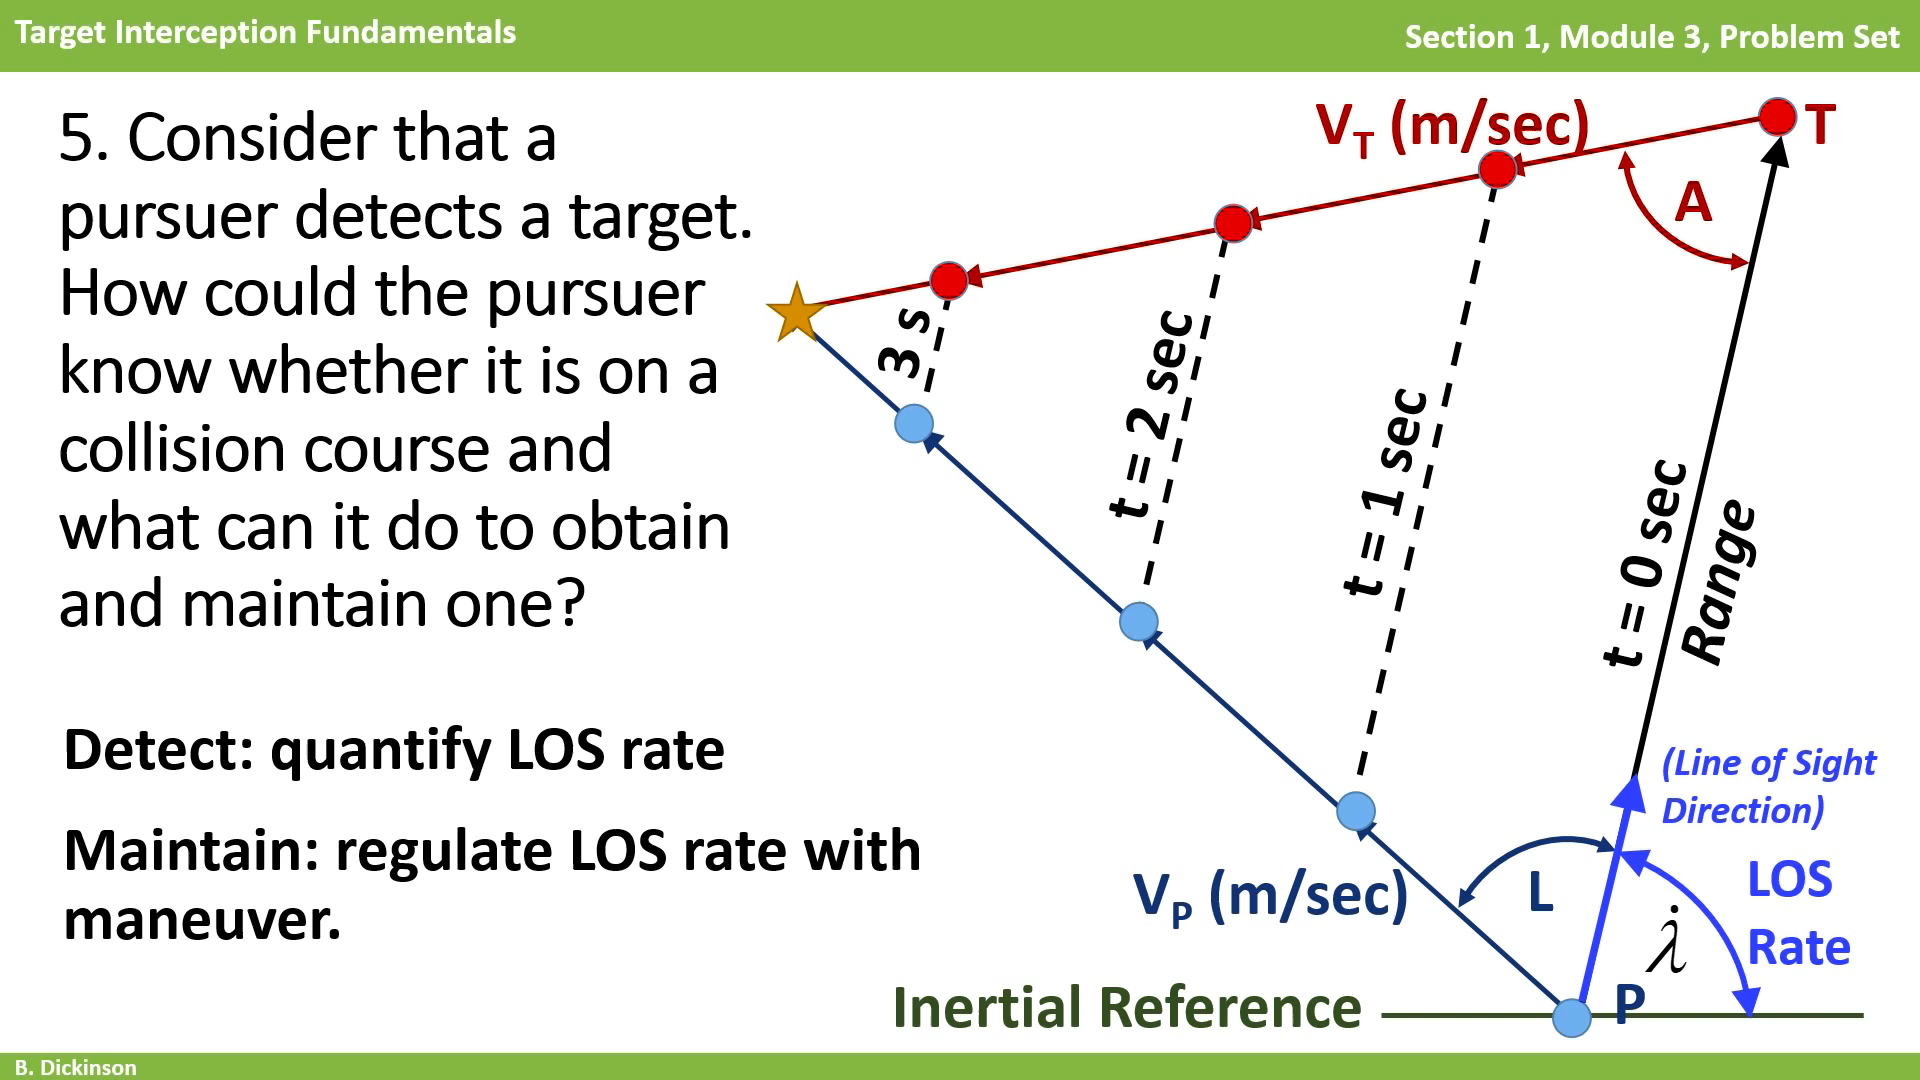 Target Interception Fundamentals
Section 1, Module 3, Problem Set
5. Consider that a
pursuer detects a target.
How could the pursuer
know whether it is on a
collision course and
what can it do to obtain
and maintain one?
Detect: quantify LOS rate
Maintain: regulate LOS rate with
maneuver.
V_T (m/sec)
T
A
3 s
t = 2 sec
t = 1 sec
t = 0 sec
Range
(Line of Sight
Direction)
V_P (m/sec)
L
LOS
Rate
λ̇
P
Inertial Reference
B. Dickinson